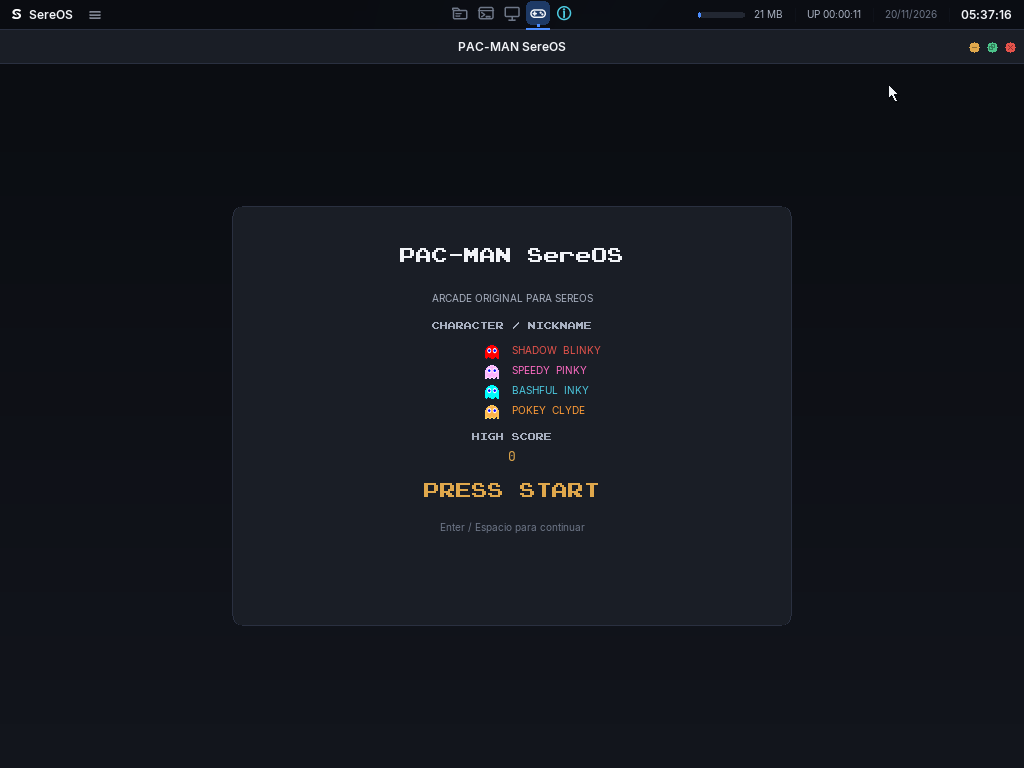 SereOS 21 MB UP 00:00:11 20/11/2026 05:37:16
PAC-MAN SereOS
PAC-MAN SereOS
ARCADE ORIGINAL PARA SEREOS
CHARACTER / NICKNAME
SHADOW BLINKY
SPEEDY PINKY
BASHFUL INKY
POKEY CLYDE
HIGH SCORE
0
PRESS START
Enter / Espacio para continuar